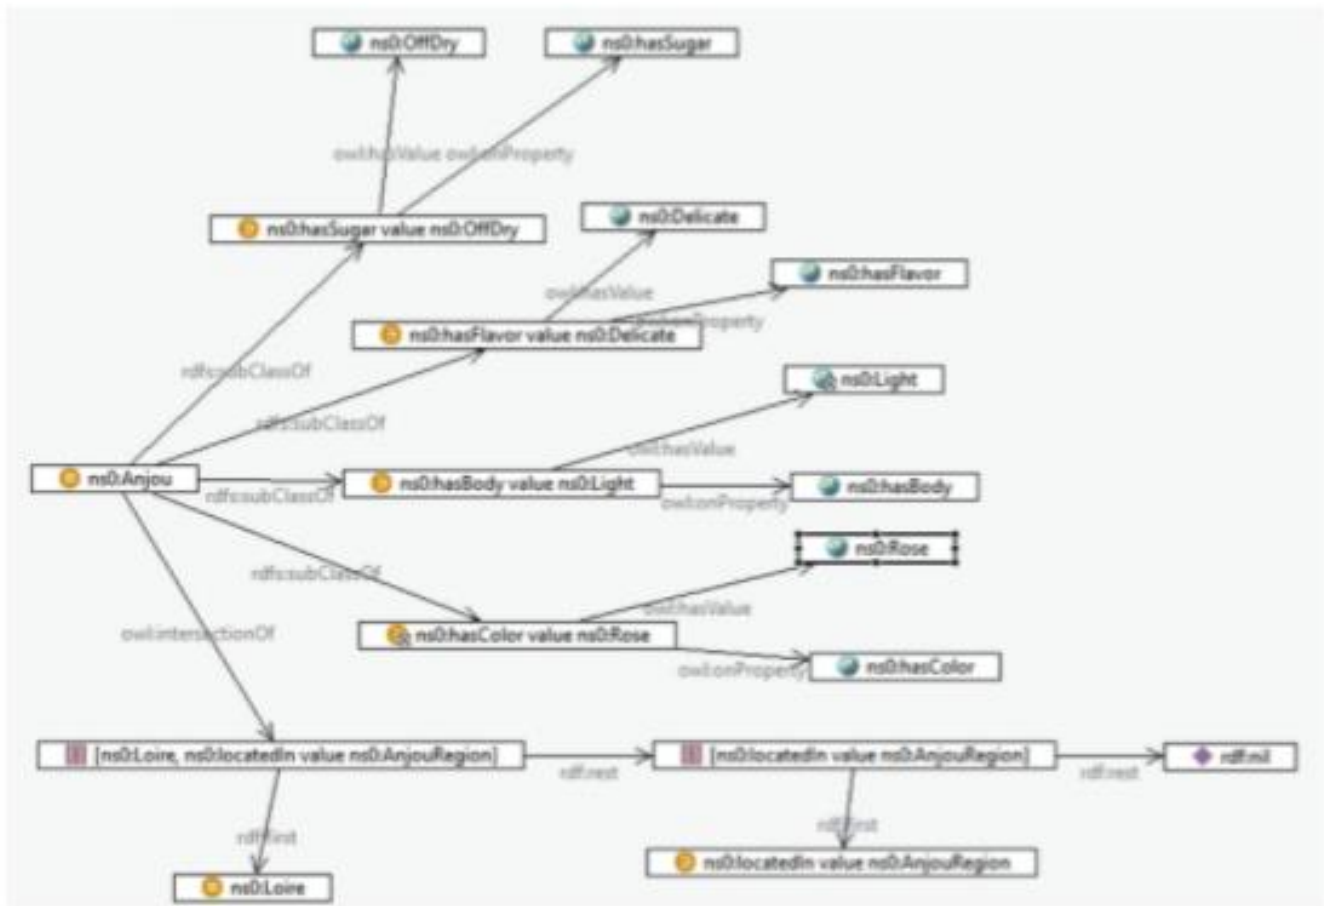 ns0:OffDry
ns0:hasSugar
owl:hasValue owl:onProperty
ns0:hasSugar value ns0:OffDry
ns0:Delicate
ns0:hasFlavor
owl:hasValue
owl:onProperty
ns0:hasFlavor value ns0:Delicate
rdfs:subClassOf
ns0:Light
rdfs:subClassOf
owl:hasValue
ns0:Anjou
ns0:hasBody value ns0:Light
ns0:hasBody
rdfs:subClassOf
owl:onProperty
ns0:Rose
rdfs:subClassOf
owl:hasValue
owl:intersectionOf
ns0:hasColor value ns0:Rose
ns0:hasColor
owl:onProperty
[ns0:Loire, ns0:locatedIn value ns0:AnjouRegion]
[ns0:locatedIn value ns0:AnjouRegion]
rdf:nil
rdf:rest
rdf:rest
rdf:first
rdf:first
ns0:locatedIn value ns0:AnjouRegion
ns0:Loire